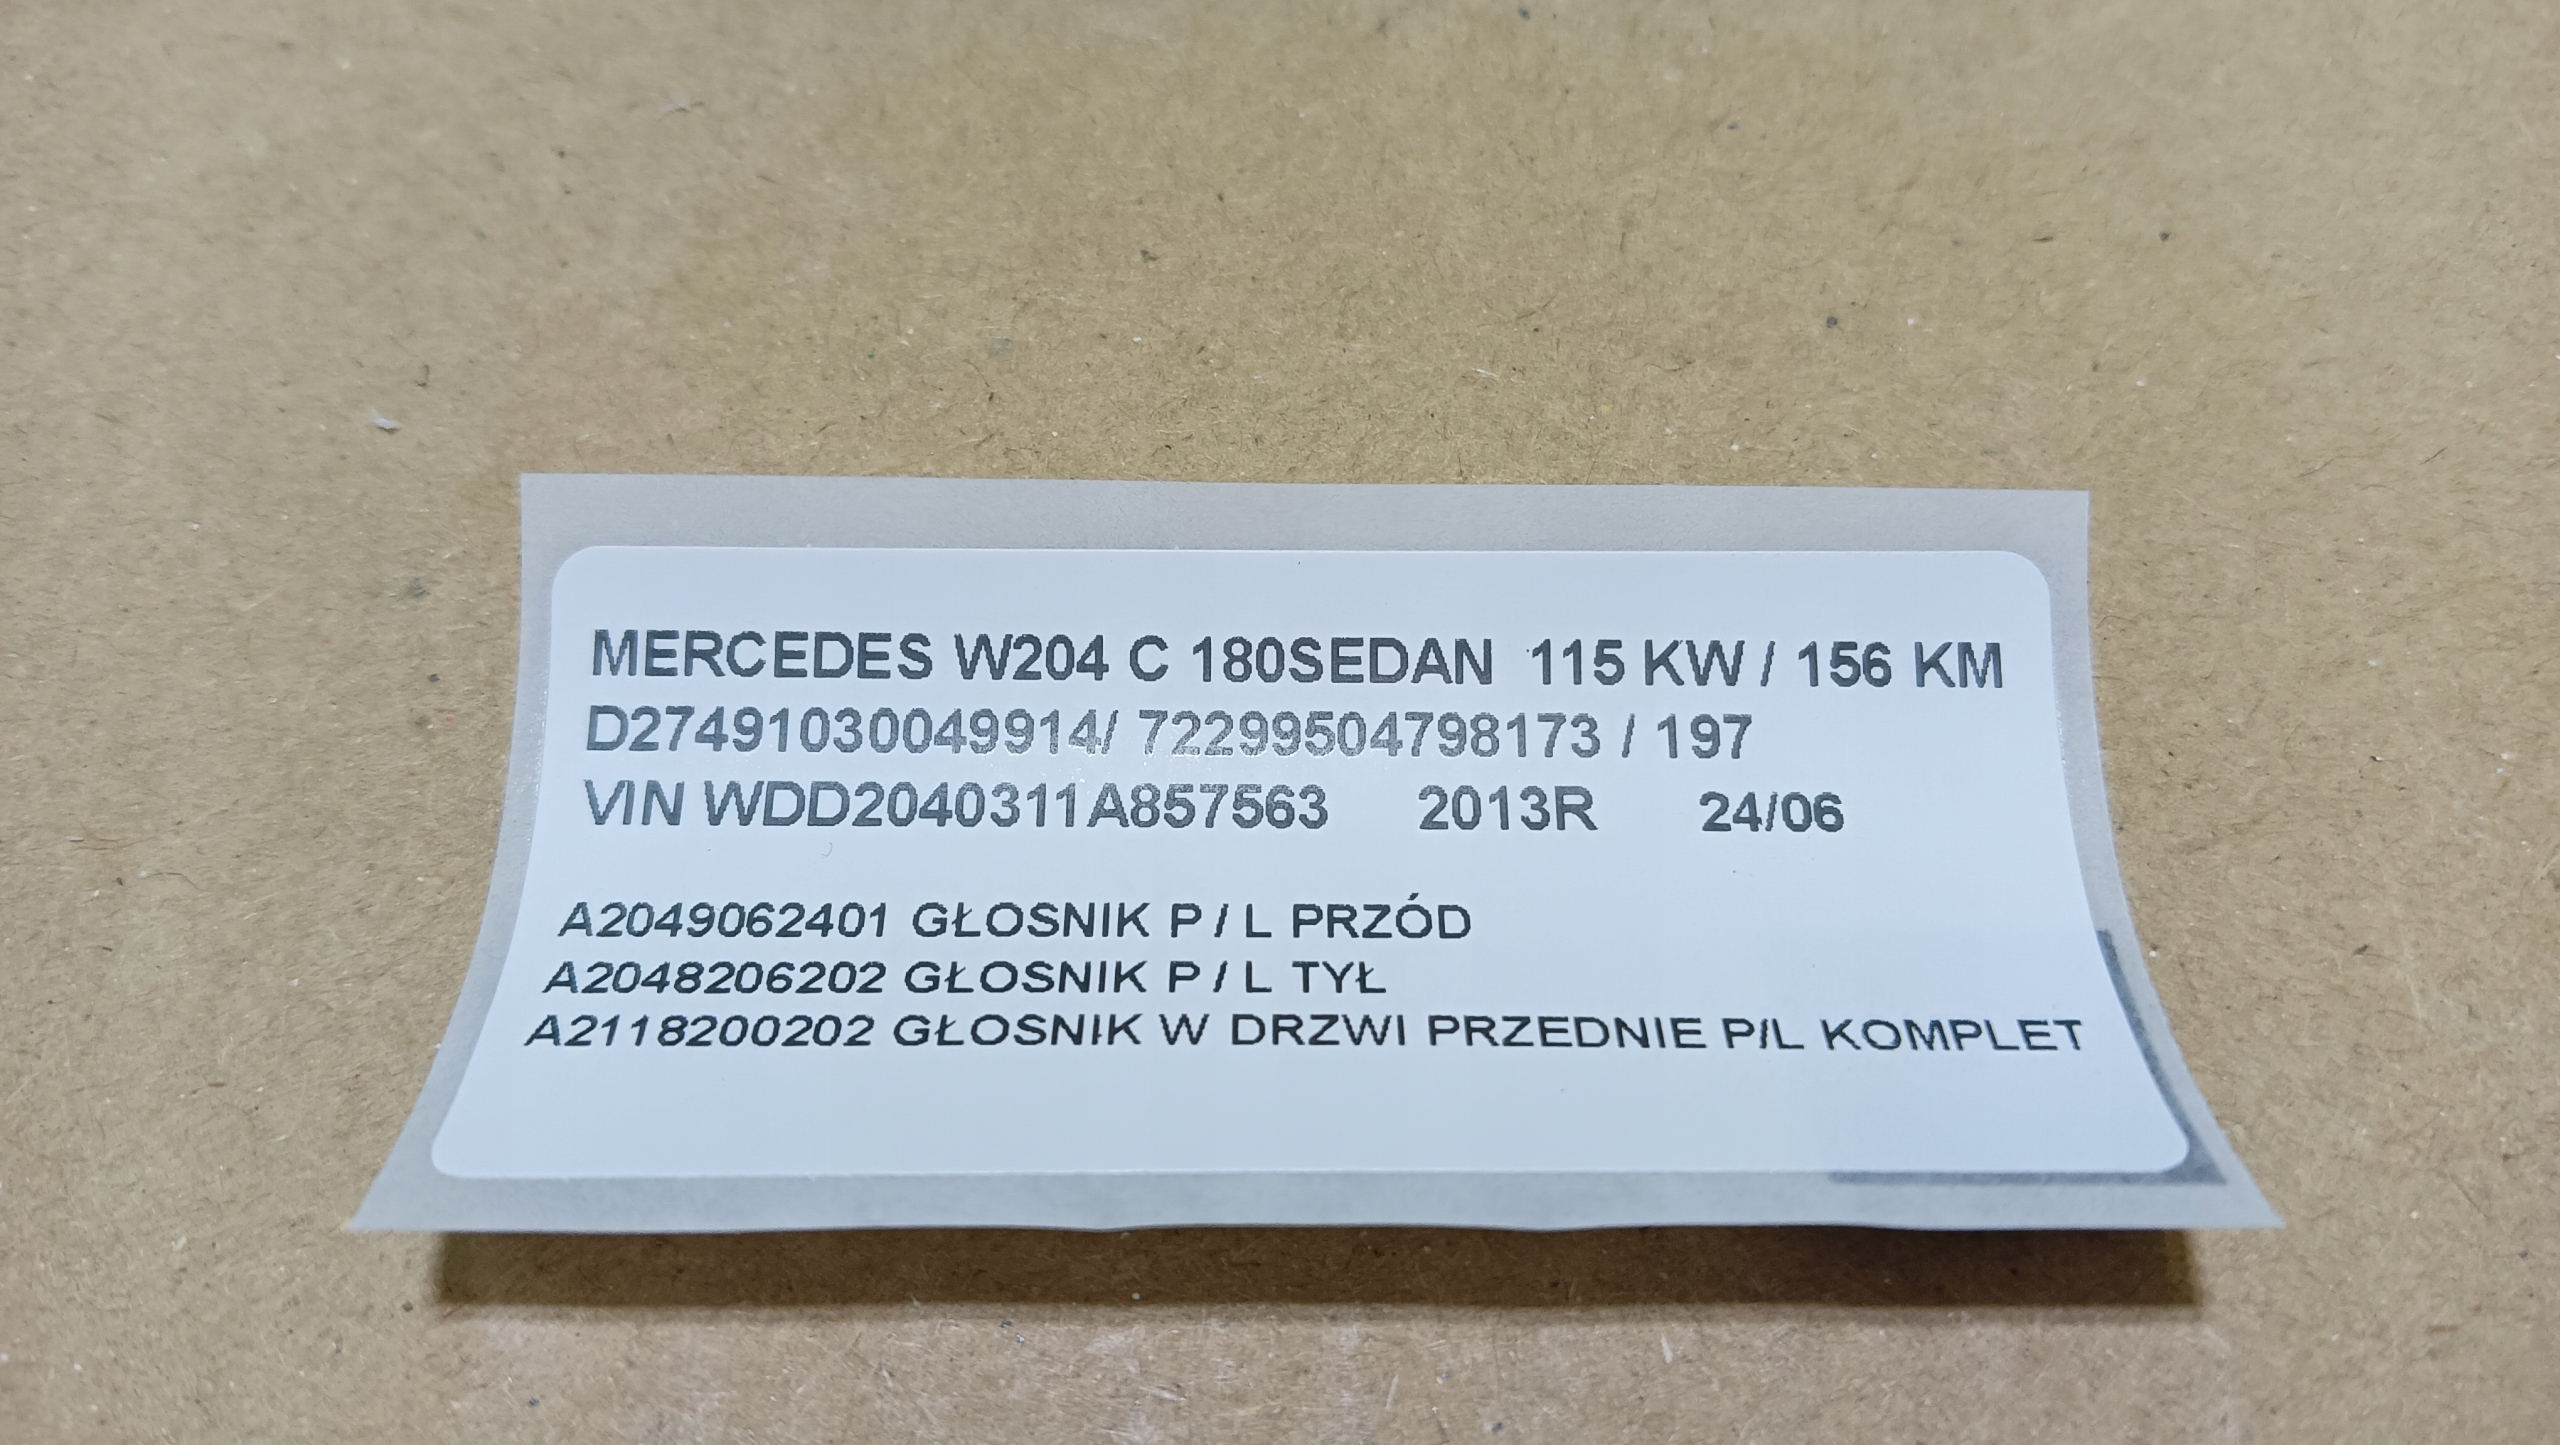 MERCEDES W204 C 180SEDAN 115 KW / 156 KM
D27491030049914/ 72299504798173 / 197
VIN WDD2040311A857563 2013R 24/06
A2049062401 GŁOSNIK P / L PRZÓD
A2048206202 GŁOSNIK P / L TYŁ
A2118200202 GŁOSNIK W DRZWI PRZEDNIE P/L KOMPLET